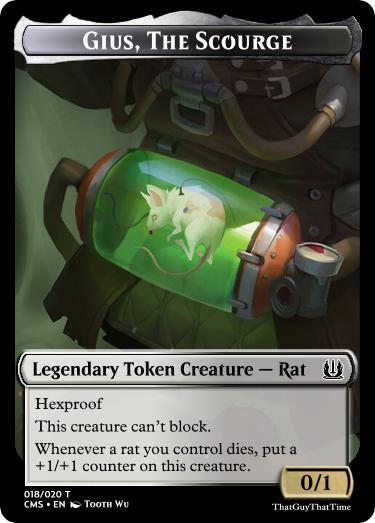 Gius, The Scourge
Legendary Token Creature — Rat
Hexproof
This creature can't block.
Whenever a rat you control dies, put a
+1/+1 counter on this creature.
0/1
018/020 T
CMS • EN Tooth Wu
ThatGuyThatTime